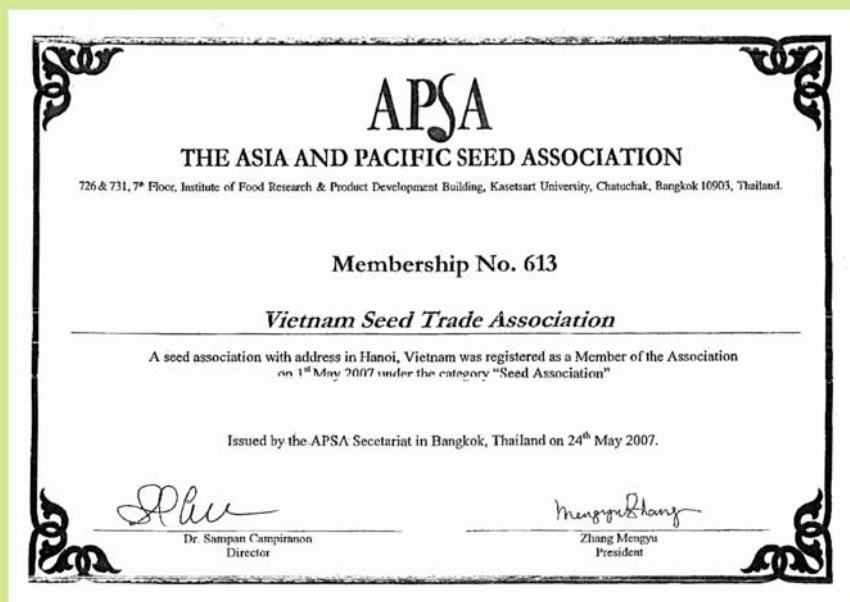 APSA
THE ASIA AND PACIFIC SEED ASSOCIATION
726 & 731, 7th Floor, Institute of Food Research & Product Development Building, Kasetsart University, Chatuchak, Bangkok 10903, Thailand.
Membership No. 613
Vietnam Seed Trade Association
A seed association with address in Hanoi, Vietnam was registered as a Member of the Association
on 1st May 2007 under the category "Seed Association"
Issued by the APSA Secetariat in Bangkok, Thailand on 24th May 2007.
Mengyu Zhang
Dr. Sampan Campiranon
Director
Zhang Mengyu
President